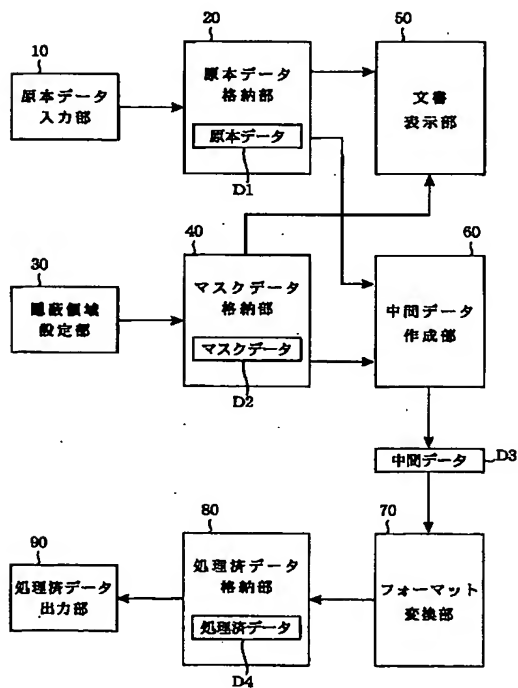 10
原本データ
入力部
20
原本データ
格納部
原本データ
D1
50
文書
表示部
30
隠蔽領域
設定部
40
マスクデータ
格納部
マスクデータ
D2
60
中間データ
作成部
中間データ
D3
90
処理済データ
出力部
80
処理済データ
格納部
処理済データ
D4
70
フォーマット
変換部